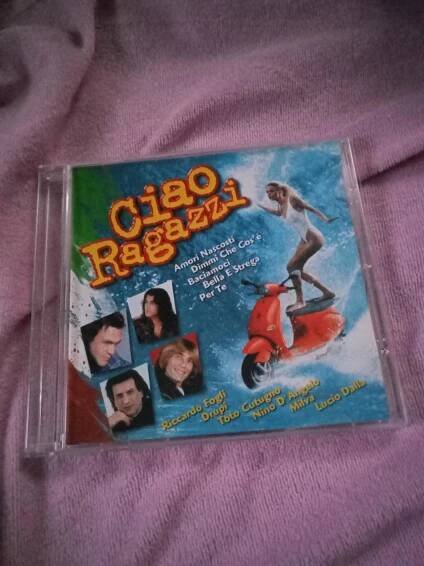 Ciao
Ragazzi
Amori Nascosti
Dimmi Che Cos'è
Baciamoci
Bella E Strega
Per Te
Riccardo Fogli
Drupi
Toto Cutugno
Nino D'Angelo
Milva
Lucio Dalla